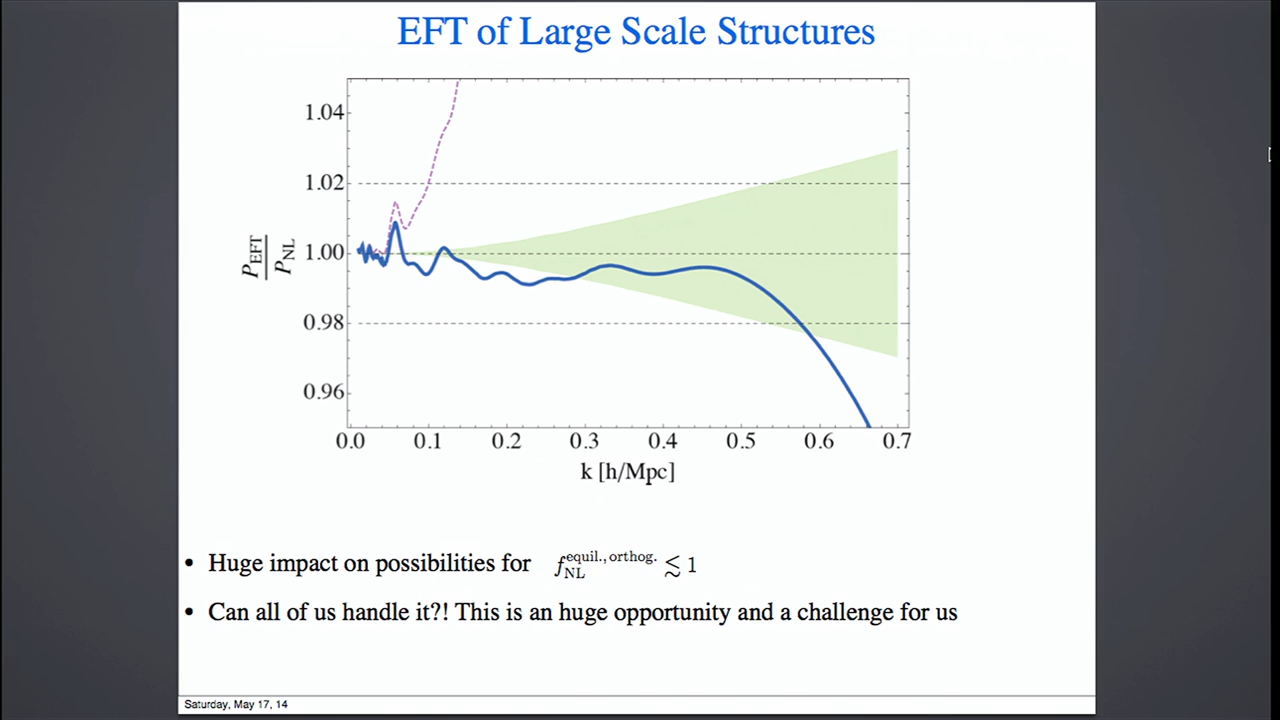 EFT of Large Scale Structures
1.04
1.02
1.00
0.98
0.96
P_EFT
P_NL
0.0 0.1 0.2 0.3 0.4 0.5 0.6 0.7
k [h/Mpc]
• Huge impact on possibilities for f_NL^equil.,orthog. ≲ 1
• Can all of us handle it?! This is an huge opportunity and a challenge for us
Saturday, May 17, 14